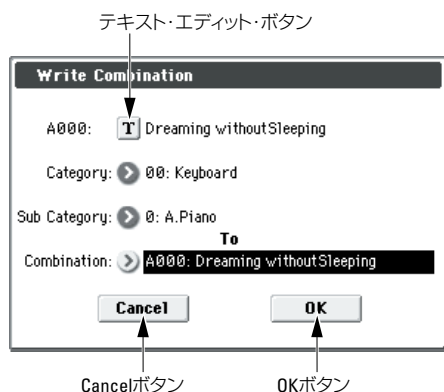 テキスト・エディット・ボタン
Write Combination
A000: T Dreaming withoutSleeping
Category: 00: Keyboard
Sub Category: 0: A.Piano
To
Combination: A000: Dreaming withoutSleeping
Cancel OK
Cancelボタン OKボタン